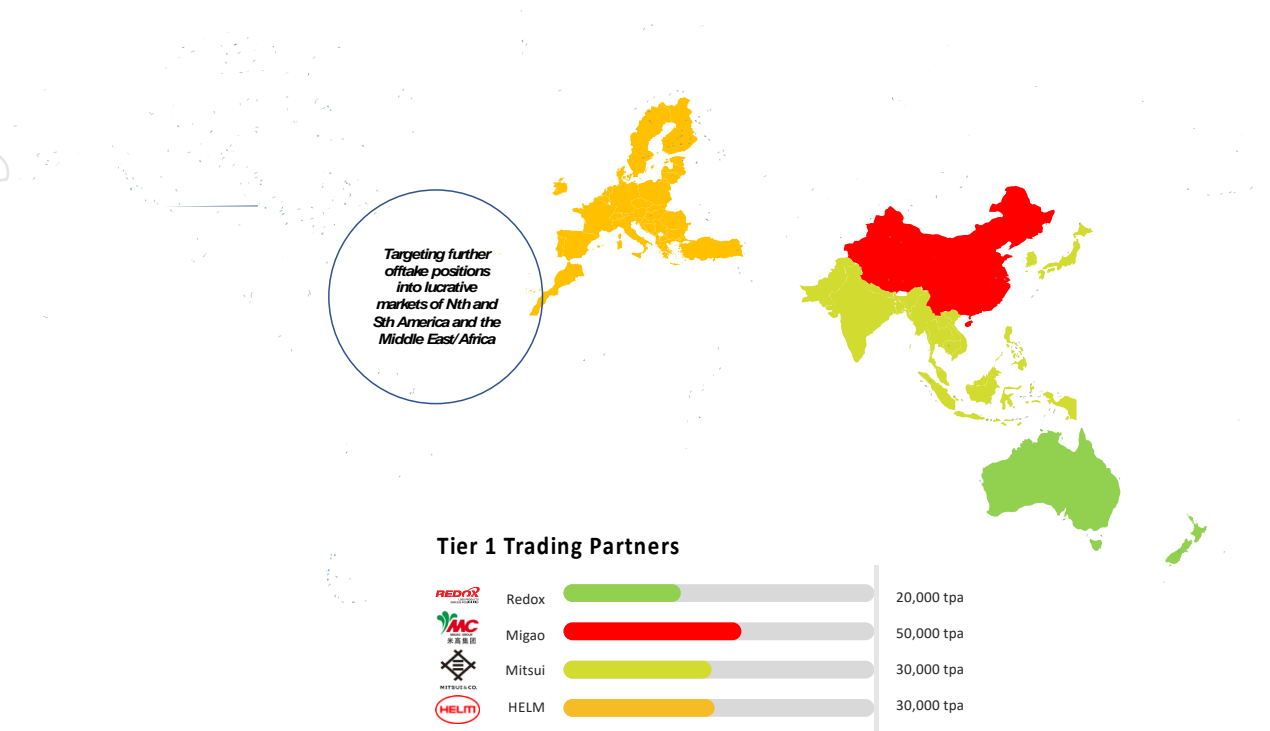 Targeting further
offtake positions
into lucrative
markets of Nth and
Sth America and the
Middle East/Africa
Tier 1 Trading Partners
REDOX
Redox
20,000 tpa
MC
米高集团
Migao
50,000 tpa
MITSUI & CO.
Mitsui
30,000 tpa
HELM
HELM
30,000 tpa